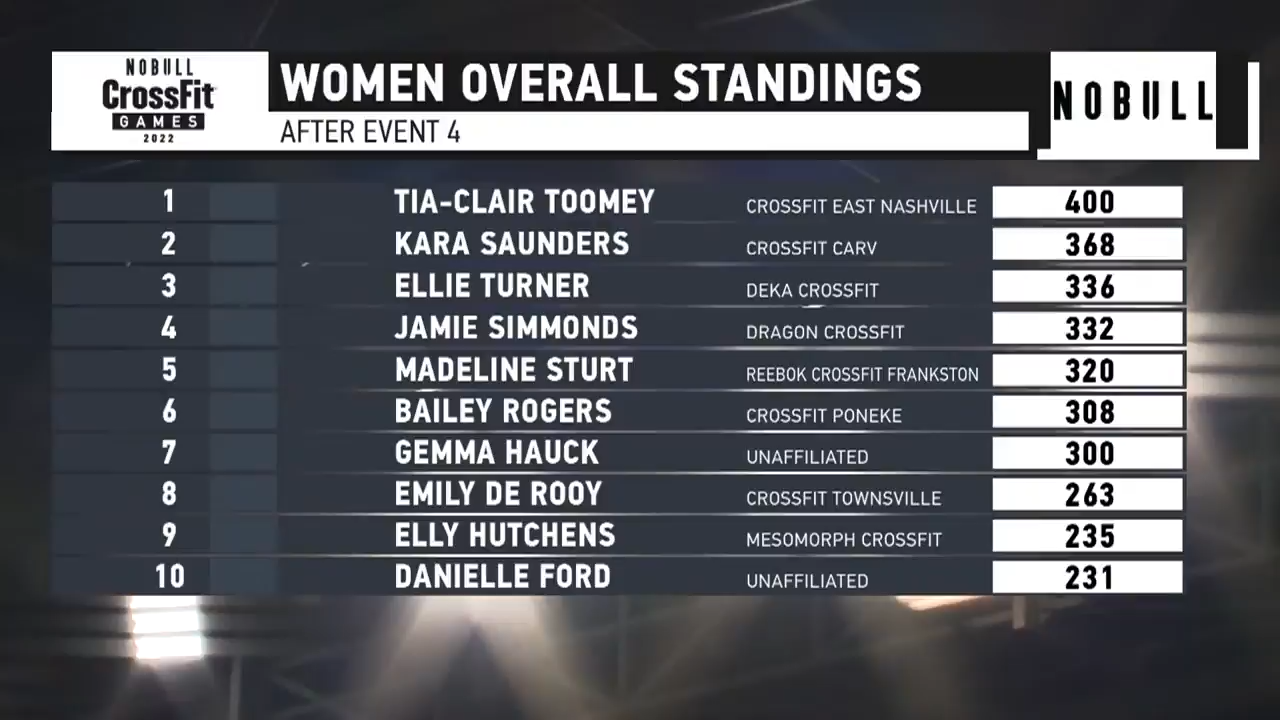 NOBULL
CrossFit
GAMES
2022
WOMEN OVERALL STANDINGS
AFTER EVENT 4
NOBULL
1 TIA-CLAIR TOOMEY CROSSFIT EAST NASHVILLE 400
2 KARA SAUNDERS CROSSFIT CARV 368
3 ELLIE TURNER DEKA CROSSFIT 336
4 JAMIE SIMMONDS DRAGON CROSSFIT 332
5 MADELINE STURT REEBOK CROSSFIT FRANKSTON 320
6 BAILEY ROGERS CROSSFIT PONEKE 308
7 GEMMA HAUCK UNAFFILIATED 300
8 EMILY DE ROOY CROSSFIT TOWNSVILLE 263
9 ELLY HUTCHENS MESOMORPH CROSSFIT 235
10 DANIELLE FORD UNAFFILIATED 231